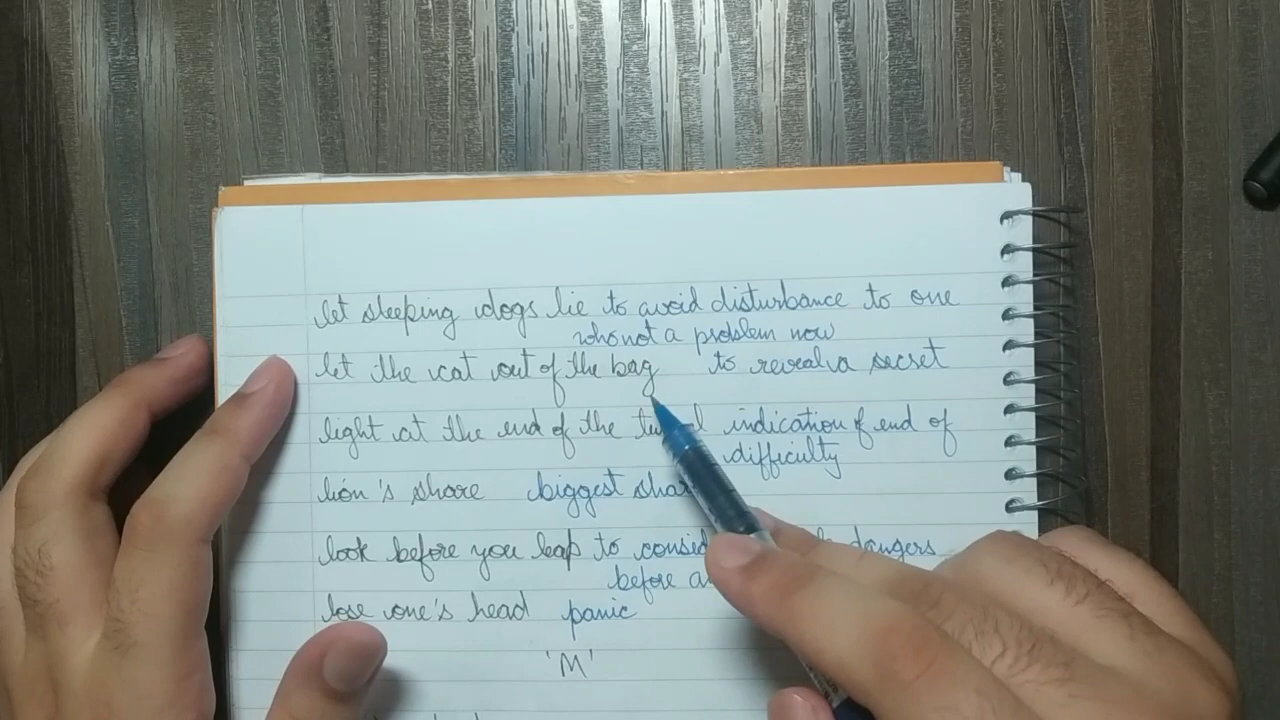 let sleeping dogs lie to avoid disturbance to one
who not a problem now
let the cat out of the bag to reveal a secret
light at the end of the indication of end of
difficulty
lion's share biggest
look before you leap to dangers
before
lose one's head panic
'M'